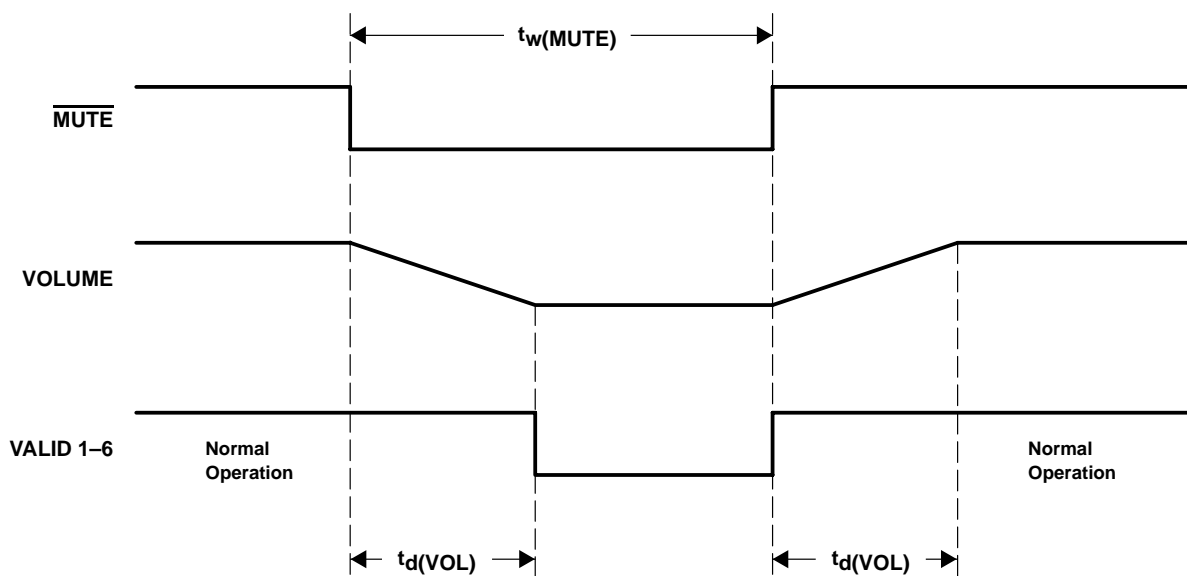 tw(MUTE)
MUTE
VOLUME
VALID 1–6
Normal
Operation
Normal
Operation
td(VOL)
td(VOL)